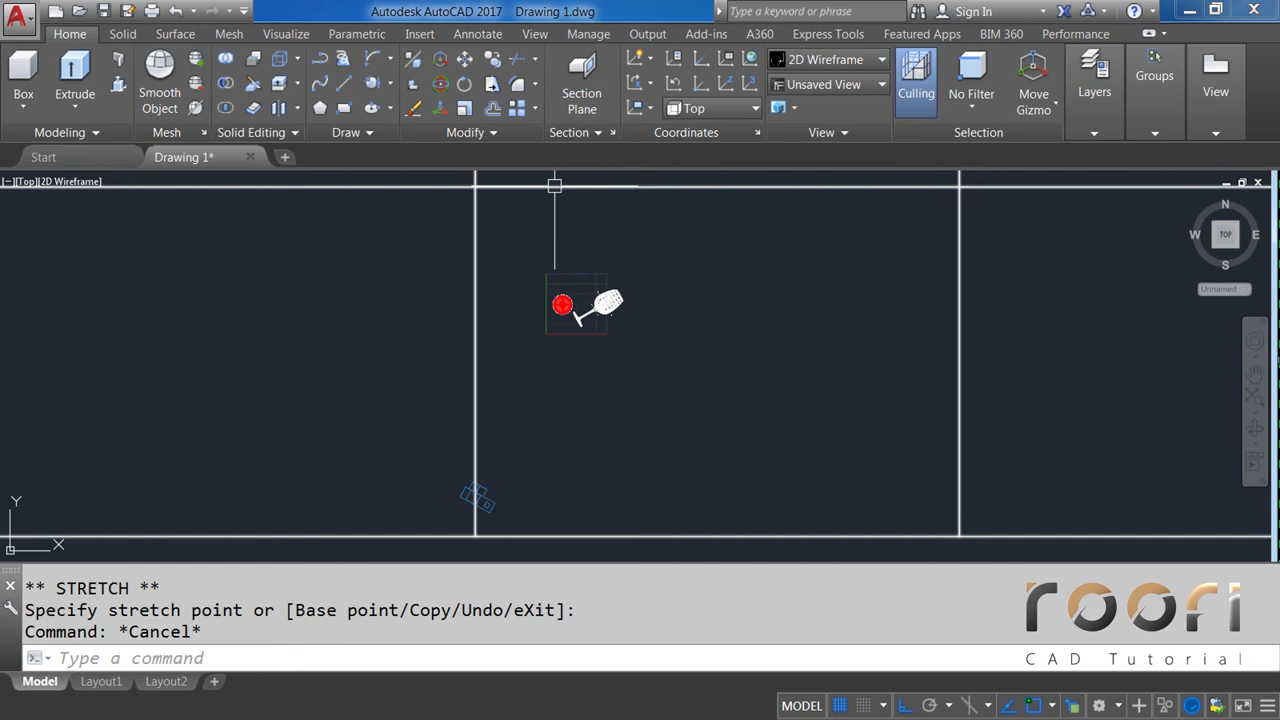 Autodesk AutoCAD 2017 Drawing 1.dwg
Type a keyword or phrase
Sign In
Home Solid Surface Mesh Visualize Parametric Insert Annotate View Manage Output Add-ins A360 Express Tools Featured Apps BIM 360 Performance
Box
Extrude
Smooth
Object
Section
Plane
2D Wireframe
Unsaved View
Top
Culling
No Filter
Move
Gizmo
Layers
Groups
View
Modeling Mesh Solid Editing Draw Modify Section Coordinates View Selection
Start
Drawing 1*
[−][Top][2D Wireframe]
N
W TOP E
S
Unnamed
Y
X
** STRETCH **
Specify stretch point or [Base point/Copy/Undo/eXit]:
Command: *Cancel*
Type a command
roori
CAD Tutorial
Model Layout1 Layout2
MODEL